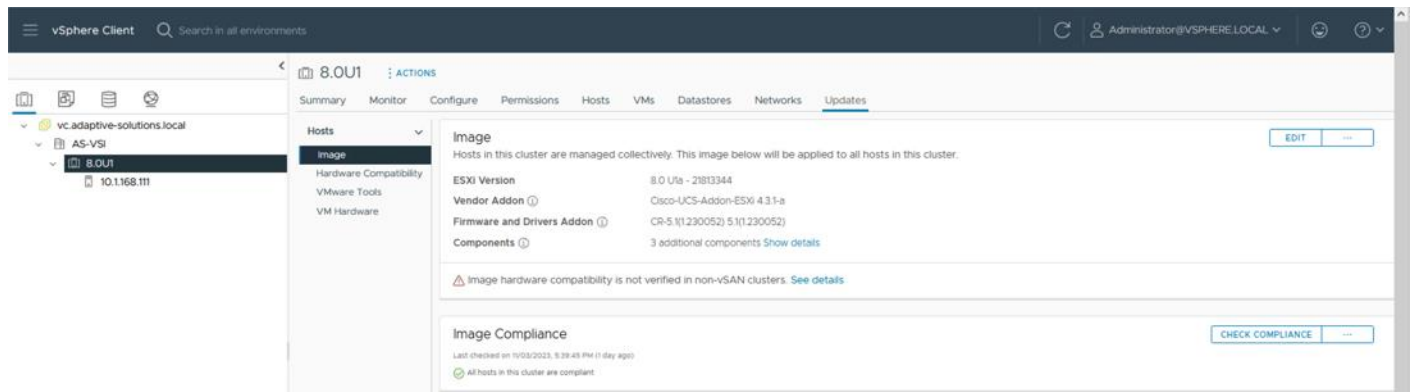 vSphere Client Search in all environments Administrator@VSPHERE.LOCAL
8.0U1 ACTIONS
Summary Monitor Configure Permissions Hosts VMs Datastores Networks Updates
vc.adaptive-solutions.local
AS-VSI
8.0U1
10.1.168.111
Hosts
Image
Hardware Compatibility
VMware Tools
VM Hardware
Image EDIT ...
Hosts in this cluster are managed collectively. This image below will be applied to all hosts in this cluster.
ESXi Version 8.0 U1a - 21813344
Vendor Addon Cisco-UCS-Addon-ESXi 4.3.1-a
Firmware and Drivers Addon CR-5.1(1.230052) 5.1(1.230052)
Components 3 additional components Show details
Image hardware compatibility is not verified in non-vSAN clusters. See details
Image Compliance CHECK COMPLIANCE ...
Last checked on 11/03/2023, 5:39:45 PM (1 day ago)
All hosts in this cluster are compliant